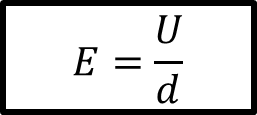 E = U/d